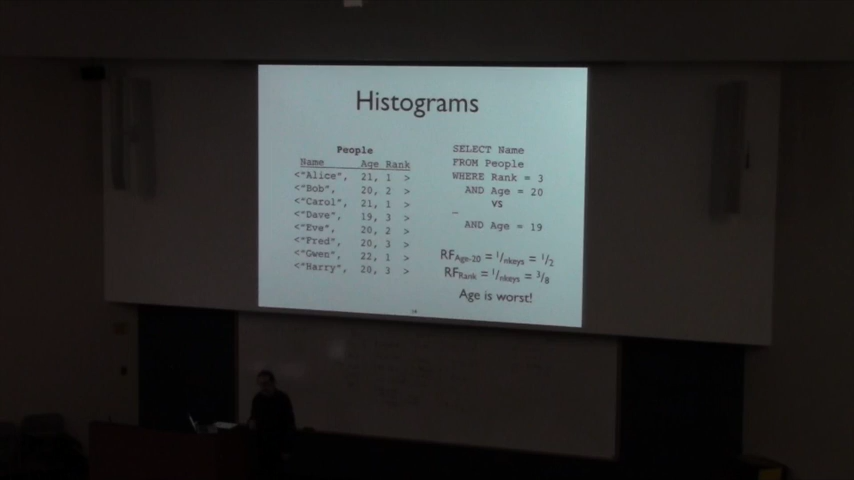 Histograms
People
Name Age Rank
<"Alice", 21, 1 >
<"Bob", 20, 2 >
<"Carol", 21, 1 >
<"Dave", 19, 3 >
<"Eve", 20, 2 >
<"Fred", 20, 3 >
<"Gwen", 22, 1 >
<"Harry", 20, 3 >
SELECT Name
FROM People
WHERE Rank = 3
AND Age = 20
vs
…
AND Age = 19
RFAge-20 = 1/nkeys = 1/2
RFRank = 1/nkeys = 3/8
Age is worst!